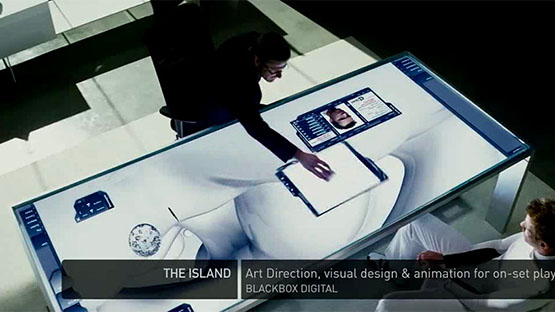 THE ISLAND
Art Direction, visual design & animation for on-set play
BLACKBOX DIGITAL